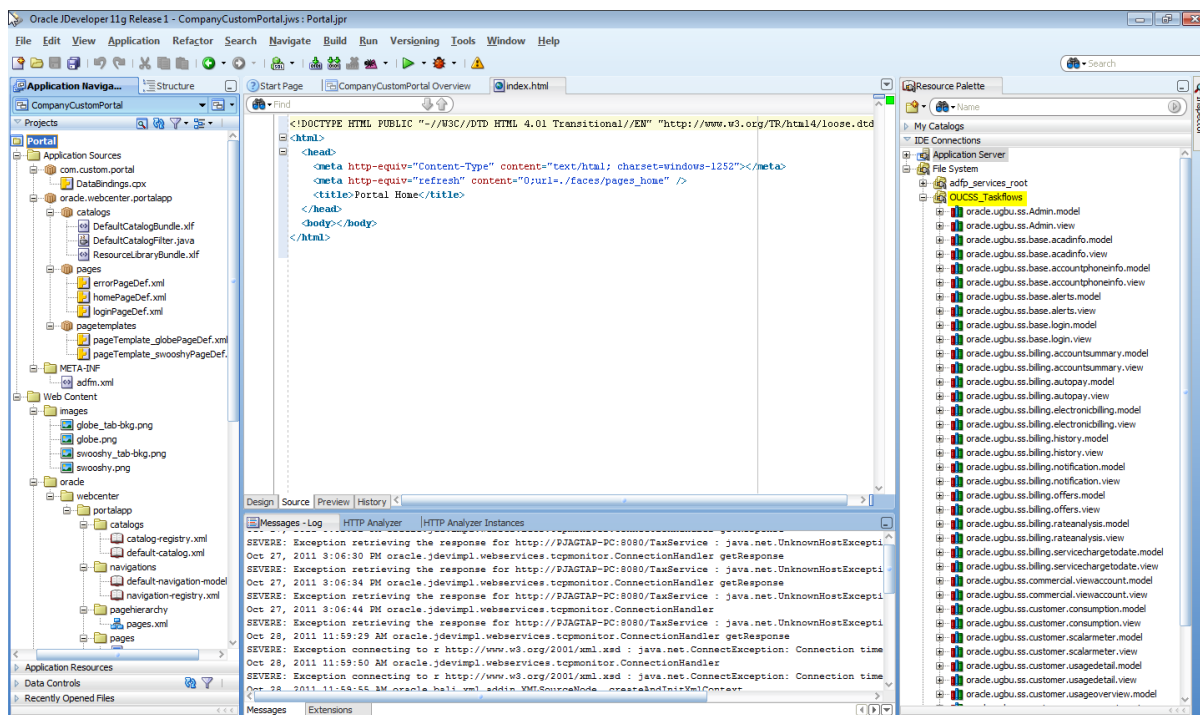 Oracle JDeveloper 11g Release 1 - CompanyCustomPortal.jws : Portal.jpr
File Edit View Application Refactor Search Navigate Build Run Versioning Tools Window Help
Search
Application Naviga... Structure
CompanyCustomPortal
Projects
Portal
Application Sources
com.custom.portal
DataBindings.cpx
oracle.webcenter.portalapp
catalogs
DefaultCatalogBundle.xlf
DefaultCatalogFilter.java
ResourceLibraryBundle.xlf
pages
errorPageDef.xml
homePageDef.xml
loginPageDef.xml
pagetemplates
pageTemplate_globePageDef.xml
pageTemplate_swooshyPageDef.
META-INF
adfm.xml
Web Content
images
globe_tab-bkg.png
globe.png
swooshy_tab-bkg.png
swooshy.png
oracle
webcenter
portalapp
catalogs
catalog-registry.xml
default-catalog.xml
navigations
default-navigation-model
navigation-registry.xml
pagehierarchy
pages.xml
pages
Application Resources
Data Controls
Recently Opened Files
Start Page CompanyCustomPortal Overview index.html
Find
<!DOCTYPE HTML PUBLIC "-//W3C//DTD HTML 4.01 Transitional//EN" "http://www.w3.org/TR/html4/loose.dtd
<html>
<head>
<meta http-equiv="Content-Type" content="text/html; charset=windows-1252"></meta>
<meta http-equiv="refresh" content="0;url=./faces/pages_home" />
<title>Portal Home</title>
</head>
<body></body>
</html>
Design Source Preview History
Messages - Log HTTP Analyzer HTTP Analyzer Instances
SEVERE: Exception retrieving the response for http://PJAGTAP-PC:8080/TaxService : java.net.UnknownHostExcepti
Oct 27, 2011 3:06:30 PM oracle.jdevimpl.webservices.tcpmonitor.ConnectionHandler getResponse
SEVERE: Exception retrieving the response for http://PJAGTAP-PC:8080/TaxService : java.net.UnknownHostExcepti
Oct 27, 2011 3:06:34 PM oracle.jdevimpl.webservices.tcpmonitor.ConnectionHandler getResponse
SEVERE: Exception retrieving the response for http://PJAGTAP-PC:8080/TaxService : java.net.UnknownHostExcepti
Oct 27, 2011 3:06:44 PM oracle.jdevimpl.webservices.tcpmonitor.ConnectionHandler
SEVERE: Exception retrieving the response for http://PJAGTAP-PC:8080/TaxService : java.net.UnknownHostExcepti
Oct 28, 2011 11:59:29 AM oracle.jdevimpl.webservices.tcpmonitor.ConnectionHandler getResponse
SEVERE: Exception connecting to r http://www.w3.org/2001/xml.xsd : java.net.ConnectException: Connection time
Oct 28, 2011 11:59:50 AM oracle.jdevimpl.webservices.tcpmonitor.ConnectionHandler
SEVERE: Exception connecting to r http://www.w3.org/2001/xml.xsd : java.net.ConnectException: Connection time
Oct 28, 2011 11:59:55 AM oracle.bali.xml.addin.XMLSourceNode createAndInitXmlContext
Messages Extensions
Resource Palette
Name
My Catalogs
IDE Connections
Application Server
File System
adfp_services_root
OUCSS_Taskflows
oracle.ugbu.ss.Admin.model
oracle.ugbu.ss.Admin.view
oracle.ugbu.ss.base.acadinfo.model
oracle.ugbu.ss.base.acadinfo.view
oracle.ugbu.ss.base.accountphoneinfo.model
oracle.ugbu.ss.base.accountphoneinfo.view
oracle.ugbu.ss.base.alerts.model
oracle.ugbu.ss.base.alerts.view
oracle.ugbu.ss.base.login.model
oracle.ugbu.ss.base.login.view
oracle.ugbu.ss.billing.accountsummary.model
oracle.ugbu.ss.billing.accountsummary.view
oracle.ugbu.ss.billing.autopay.model
oracle.ugbu.ss.billing.autopay.view
oracle.ugbu.ss.billing.electronicbilling.model
oracle.ugbu.ss.billing.electronicbilling.view
oracle.ugbu.ss.billing.history.model
oracle.ugbu.ss.billing.history.view
oracle.ugbu.ss.billing.notification.model
oracle.ugbu.ss.billing.notification.view
oracle.ugbu.ss.billing.offers.model
oracle.ugbu.ss.billing.offers.view
oracle.ugbu.ss.billing.rateanalysis.model
oracle.ugbu.ss.billing.rateanalysis.view
oracle.ugbu.ss.billing.servicechargetodate.model
oracle.ugbu.ss.billing.servicechargetodate.view
oracle.ugbu.ss.commercial.viewaccount.model
oracle.ugbu.ss.commercial.viewaccount.view
oracle.ugbu.ss.customer.consumption.model
oracle.ugbu.ss.customer.consumption.view
oracle.ugbu.ss.customer.scalarmeter.model
oracle.ugbu.ss.customer.scalarmeter.view
oracle.ugbu.ss.customer.usagedetail.model
oracle.ugbu.ss.customer.usagedetail.view
oracle.ugbu.ss.customer.usageoverview.model